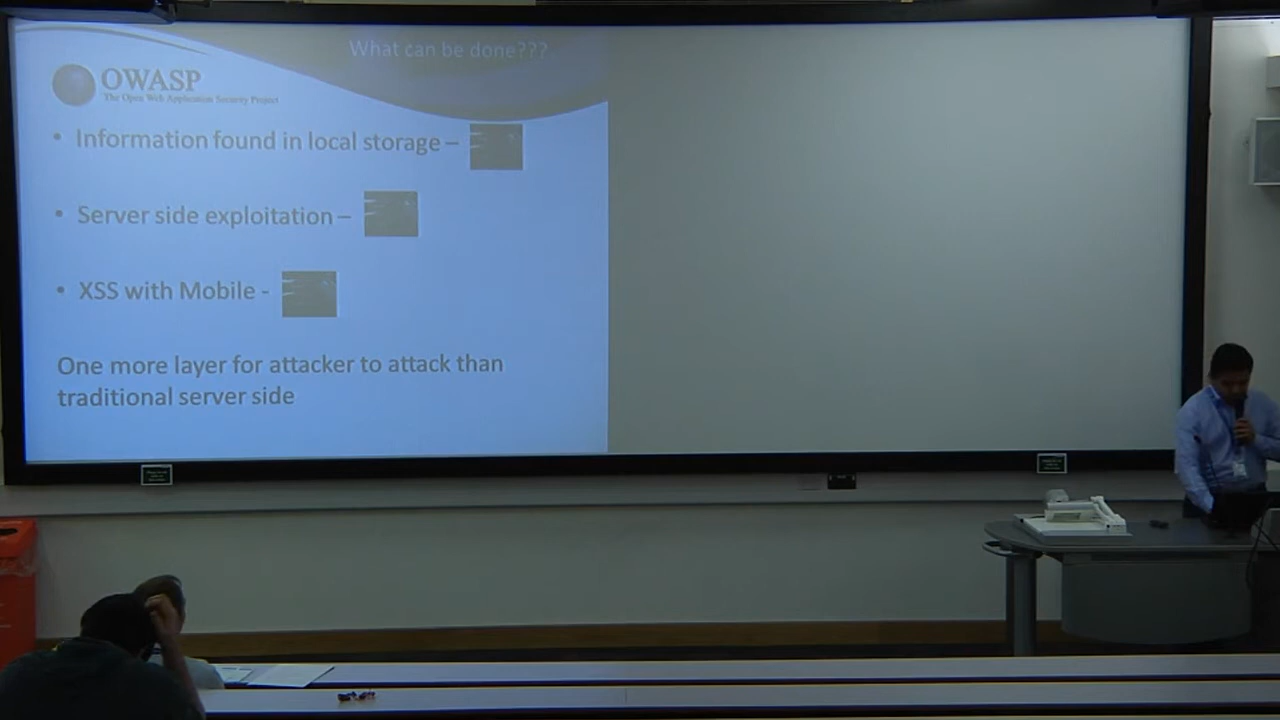 What can be done???
OWASP
The Open Web Application Security Project
• Information found in local storage –
• Server side exploitation –
• XSS with Mobile -
One more layer for attacker to attack than
traditional server side